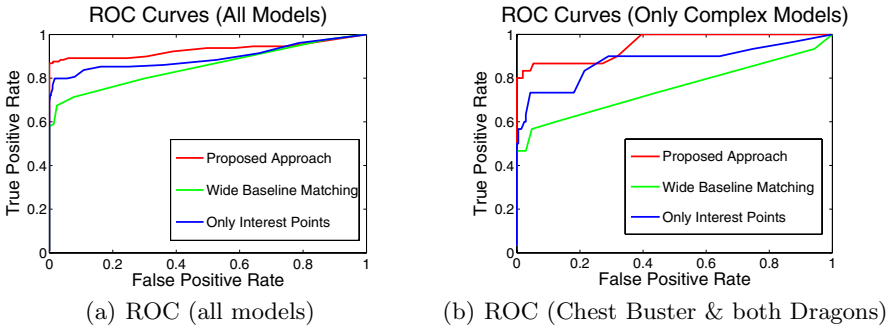 ROC Curves (All Models)
True Positive Rate
1
0.8
0.6
0.4
0.2
0
Proposed Approach
Wide Baseline Matching
Only Interest Points
0 0.2 0.4 0.6 0.8 1
False Positive Rate
(a) ROC (all models)
ROC Curves (Only Complex Models)
True Positive Rate
1
0.8
0.6
0.4
0.2
0
Proposed Approach
Wide Baseline Matching
Only Interest Points
0 0.2 0.4 0.6 0.8 1
False Positive Rate
(b) ROC (Chest Buster & both Dragons)